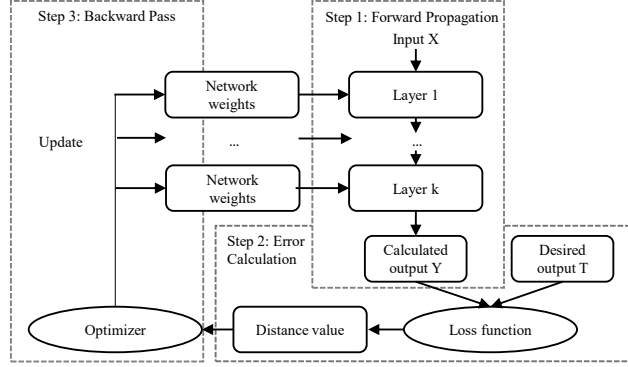 Step 3: Backward Pass
Step 1: Forward Propagation
Input X
Network
weights
Layer 1
Update
...
...
Network
weights
Layer k
Step 2: Error
Calculation
Calculated
output Y
Desired
output T
Optimizer
Distance value
Loss function